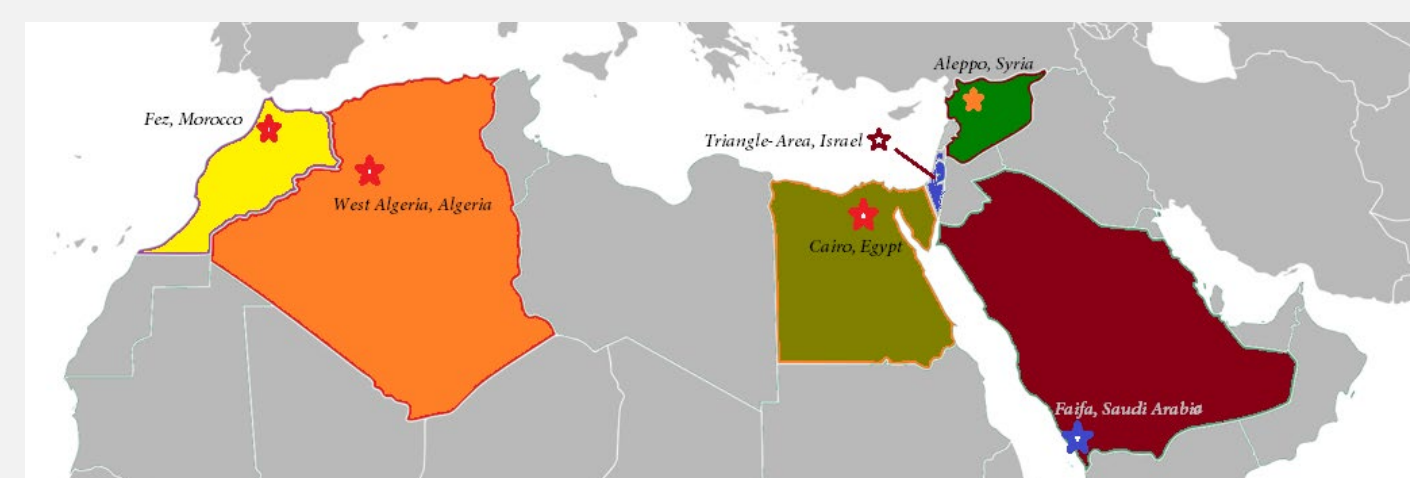 Aleppo, Syria
Fez, Morocco
Triangle-Area, Israel
West Algeria, Algeria
Cairo, Egypt
Faifa, Saudi Arabia